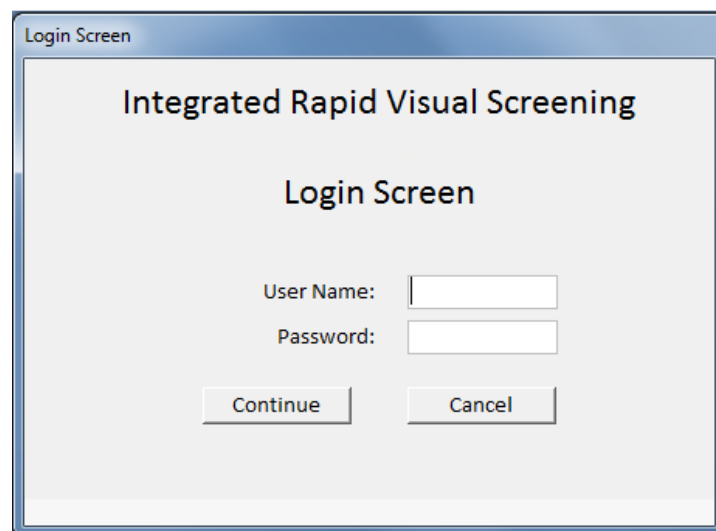 Login Screen
Integrated Rapid Visual Screening
Login Screen
User Name:
Password:
Continue Cancel